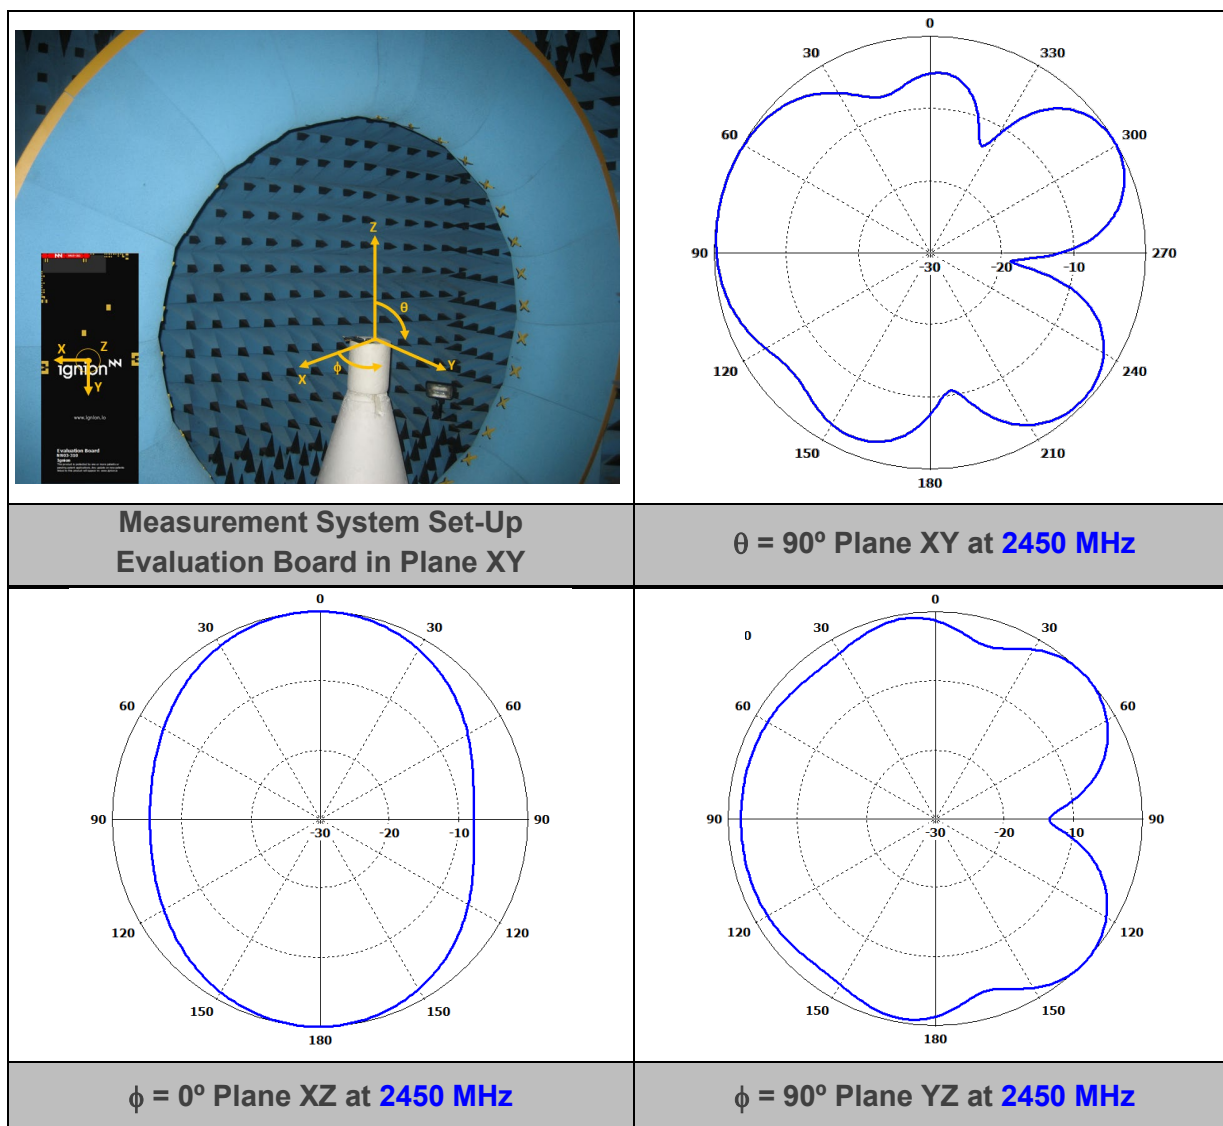 Z
θ
X
Y
ϕ
X
Z
Y
ignion
www.ignion.io
Evaluation Board
0
30
330
60
300
90
-30
-20
-10
270
120
240
150
210
180
Measurement System Set-Up
Evaluation Board in Plane XY
θ = 90º Plane XY at 2450 MHz
0
30
30
60
60
90
-30
-20
-10
90
120
120
150
150
180
0
0
30
30
60
60
90
-30
-20
-10
90
120
120
150
150
180
ϕ = 0º Plane XZ at 2450 MHz
ϕ = 90º Plane YZ at 2450 MHz